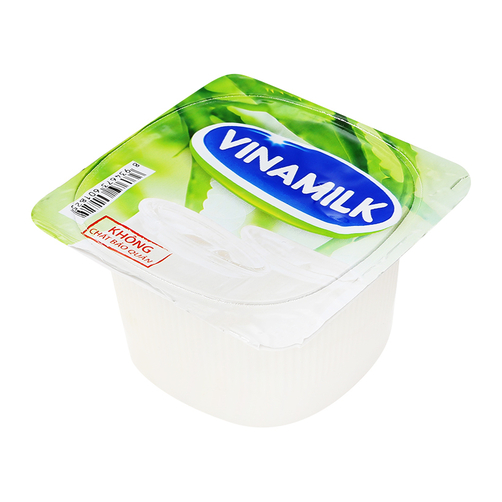 VINAMILK
KHÔNG
CHẤT BẢO QUẢN